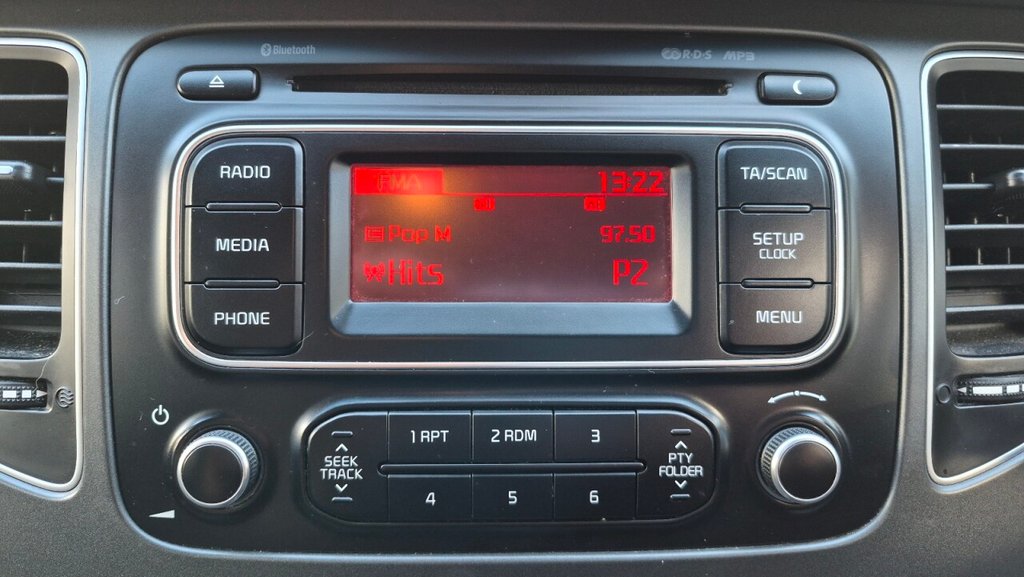 Bluetooth
R·D·S MP3
RADIO
MEDIA
PHONE
FMA 13:22
Pop M 97.50
Hits P2
TA/SCAN
SETUP
CLOCK
MENU
SEEK
TRACK
1 RPT 2 RDM 3
4 5 6
PTY
FOLDER